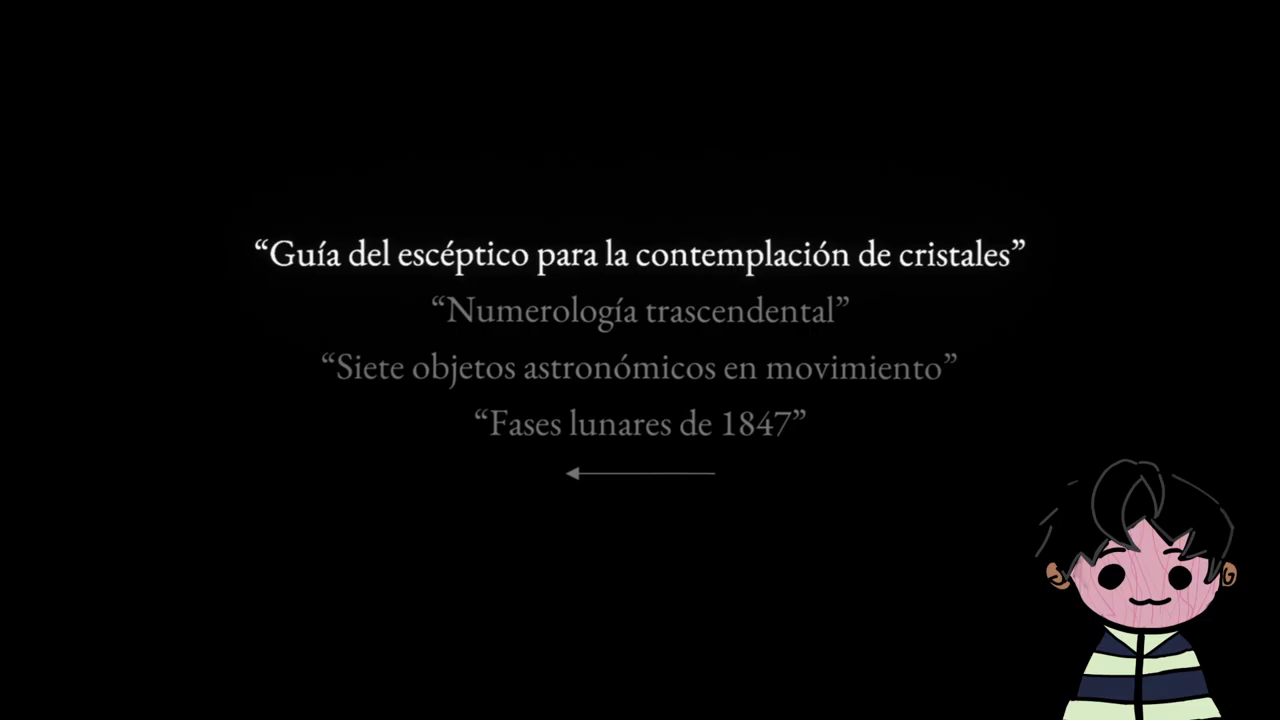 “Guía del escéptico para la contemplación de cristales”
“Numerología trascendental”
“Siete objetos astronómicos en movimiento”
“Fases lunares de 1847”